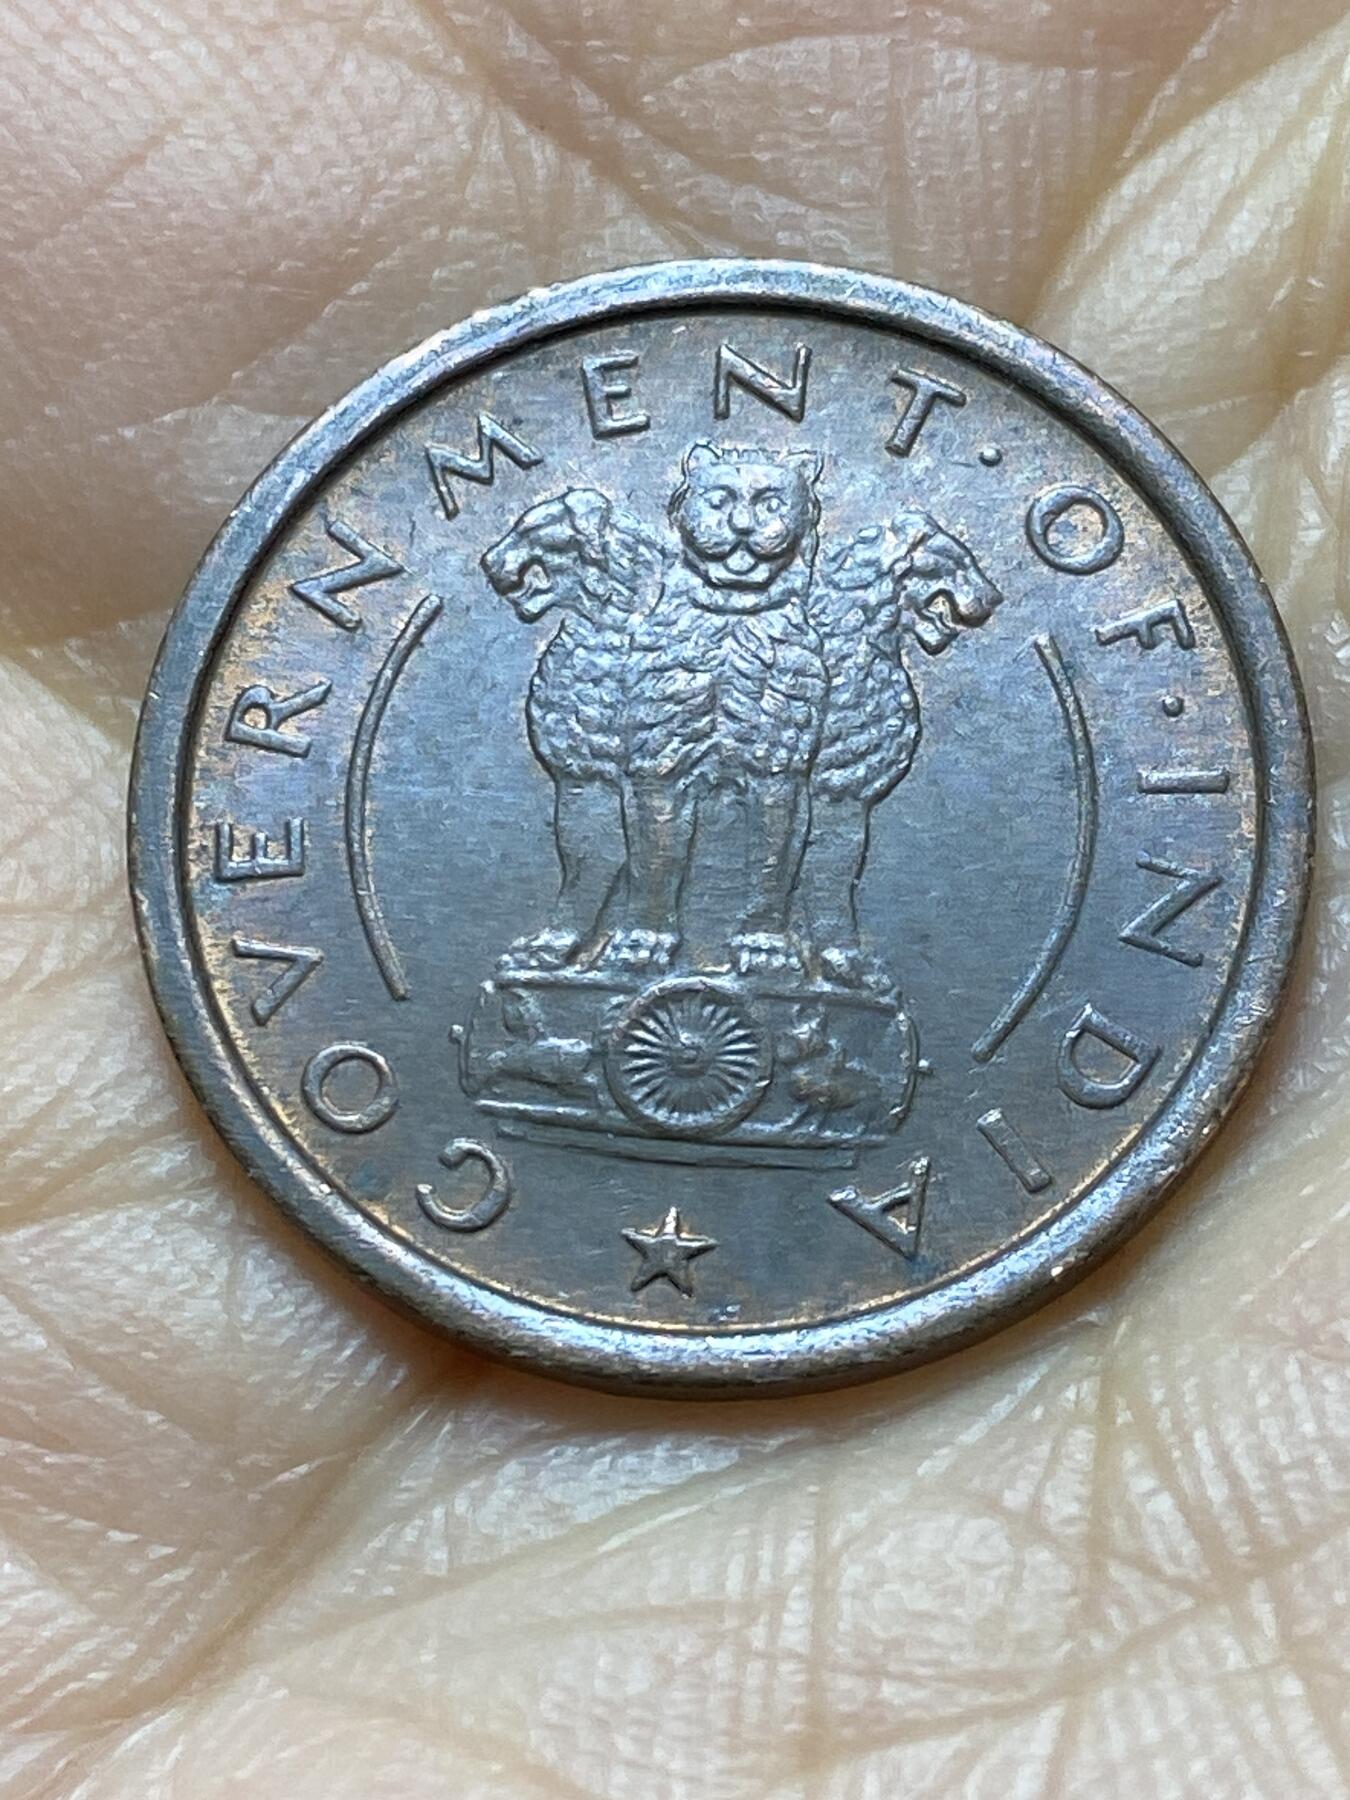 GOVERNMENT · OF · INDIA